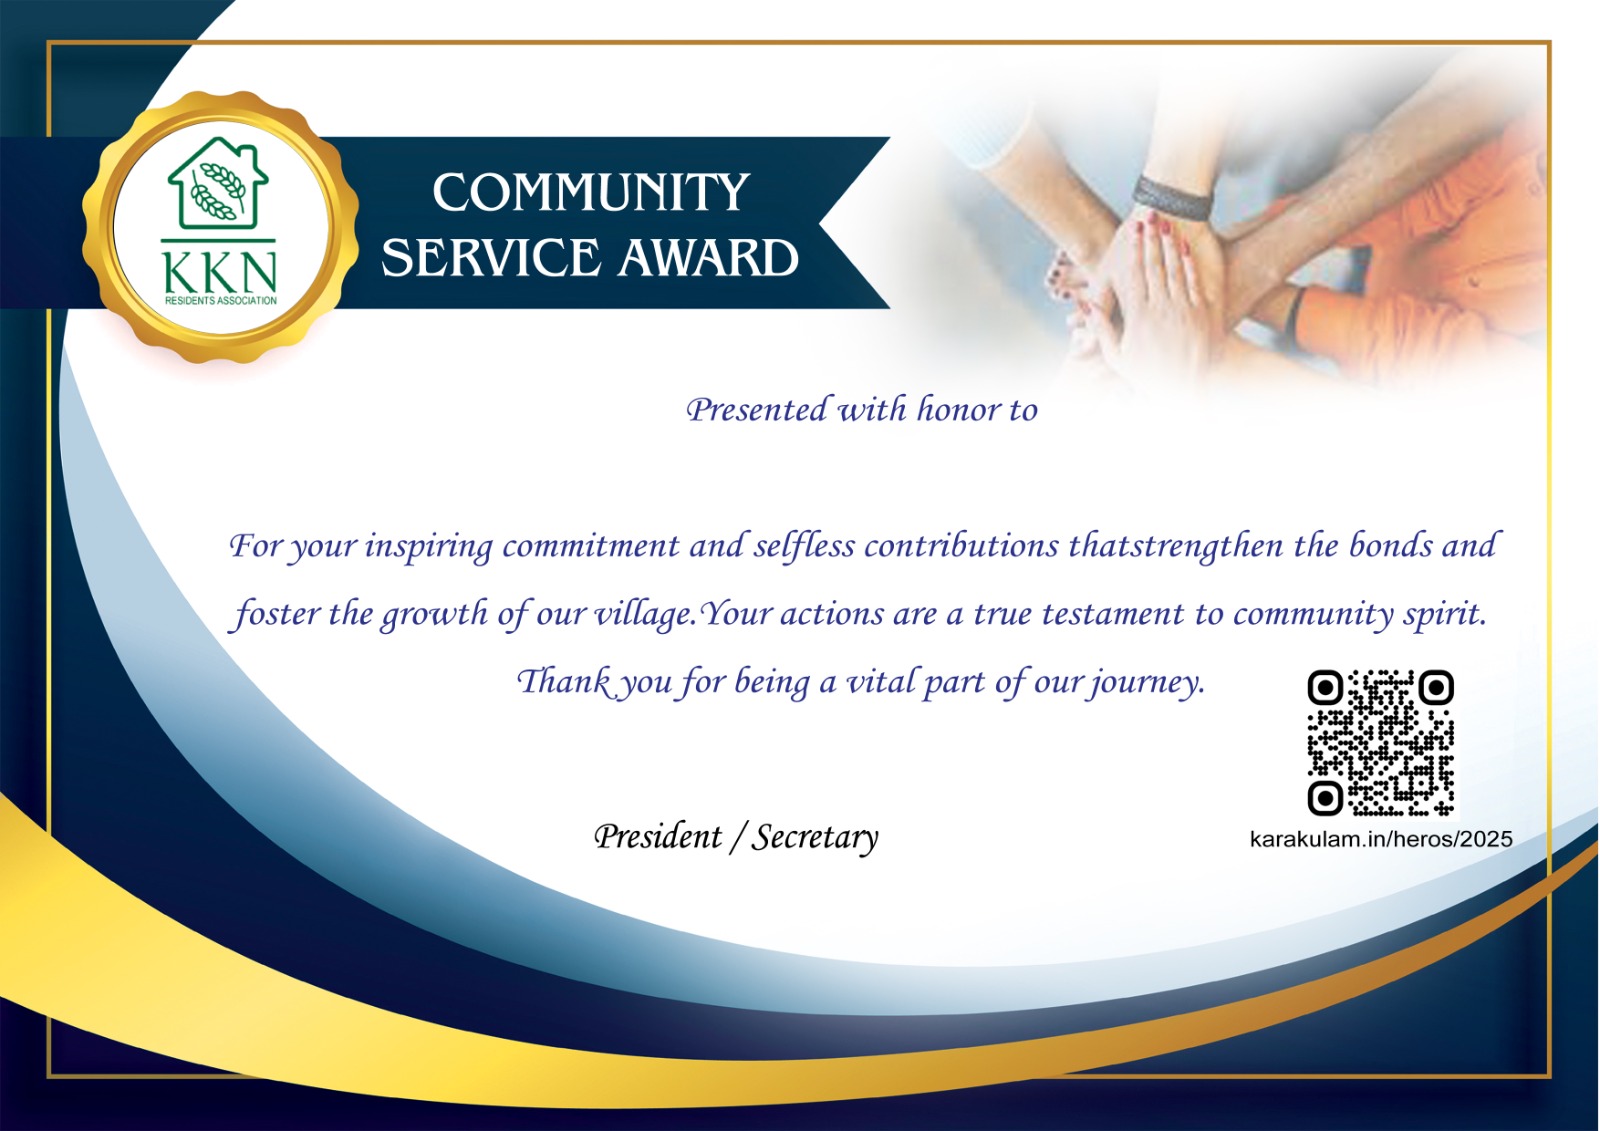 KKN
RESIDENTS ASSOCIATION
COMMUNITY
SERVICE AWARD
Presented with honor to
For your inspiring commitment and selfless contributions thatstrengthen the bonds and
foster the growth of our village.Your actions are a true testament to community spirit.
Thank you for being a vital part of our journey.
President / Secretary
karakulam.in/heros/2025